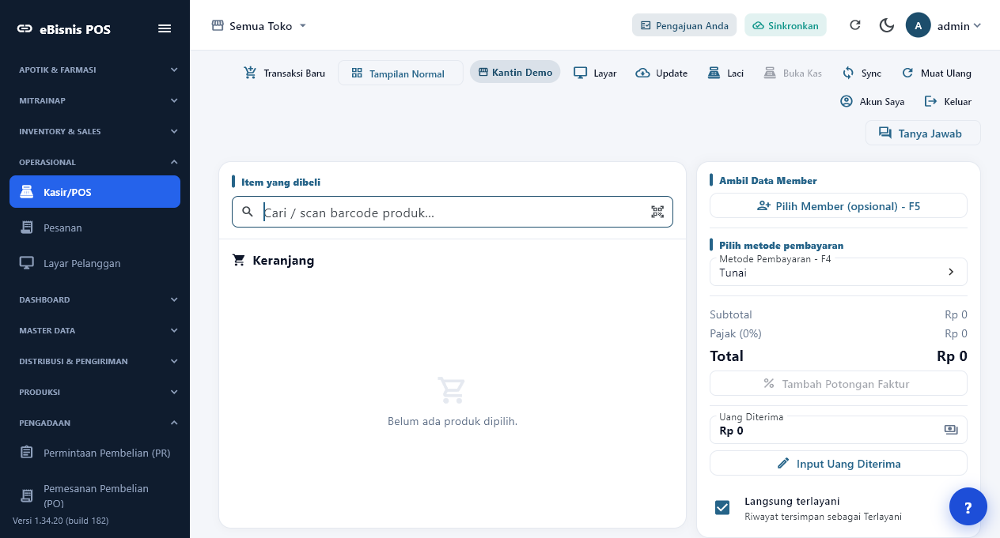 eBisnis POS
Semua Toko
Pengajuan Anda
Sinkronkan
A
admin
APOTIK & FARMASI
MITRAINAP
INVENTORY & SALES
OPERASIONAL
Kasir/POS
Pesanan
Layar Pelanggan
DASHBOARD
MASTER DATA
DISTRIBUSI & PENGIRIMAN
PRODUKSI
PENGADAAN
Permintaan Pembelian (PR)
Pemesanan Pembelian
(PO)
Versi 1.34.20 (build 182)
Transaksi Baru
Tampilan Normal
Kantin Demo
Layar
Update
Laci
Buka Kas
Sync
Muat Ulang
Akun Saya
Keluar
Tanya Jawab
Item yang dibeli
Cari / scan barcode produk...
Keranjang
Belum ada produk dipilih.
Ambil Data Member
Pilih Member (opsional) - F5
Pilih metode pembayaran
Metode Pembayaran - F4
Tunai
Subtotal Rp 0
Pajak (0%) Rp 0
Total Rp 0
Tambah Potongan Faktur
Uang Diterima
Rp 0
Input Uang Diterima
Langsung terlayani
Riwayat tersimpan sebagai Terlayani
?